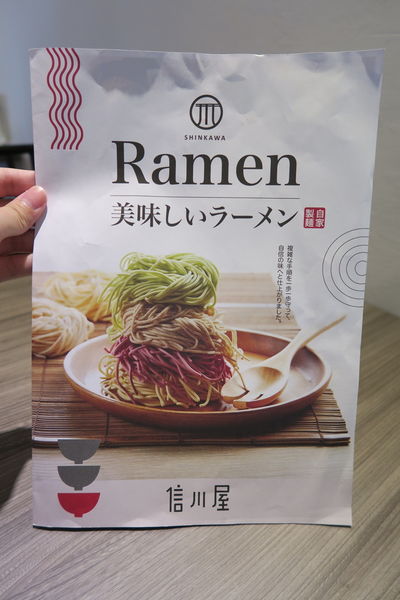 SHINKAWA
Ramen
美味しいラーメン
自家
製麺
複雑な手順を一歩一歩守って、
自信の味へと仕上がりました。
信川屋